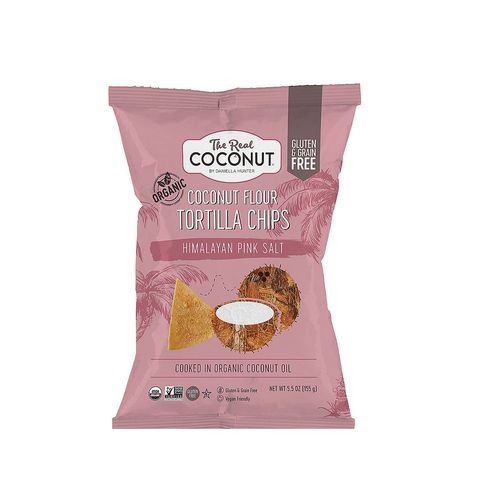 The Real
COCONUT
BY DANIELLA HUNTER
GLUTEN
& GRAIN
FREE
ORGANIC
COCONUT FLOUR
TORTILLA CHIPS
HIMALAYAN PINK SALT
COOKED IN ORGANIC COCONUT OIL
Gluten & Grain Free
Vegan Friendly
NET WT 5.5 OZ (155 g)